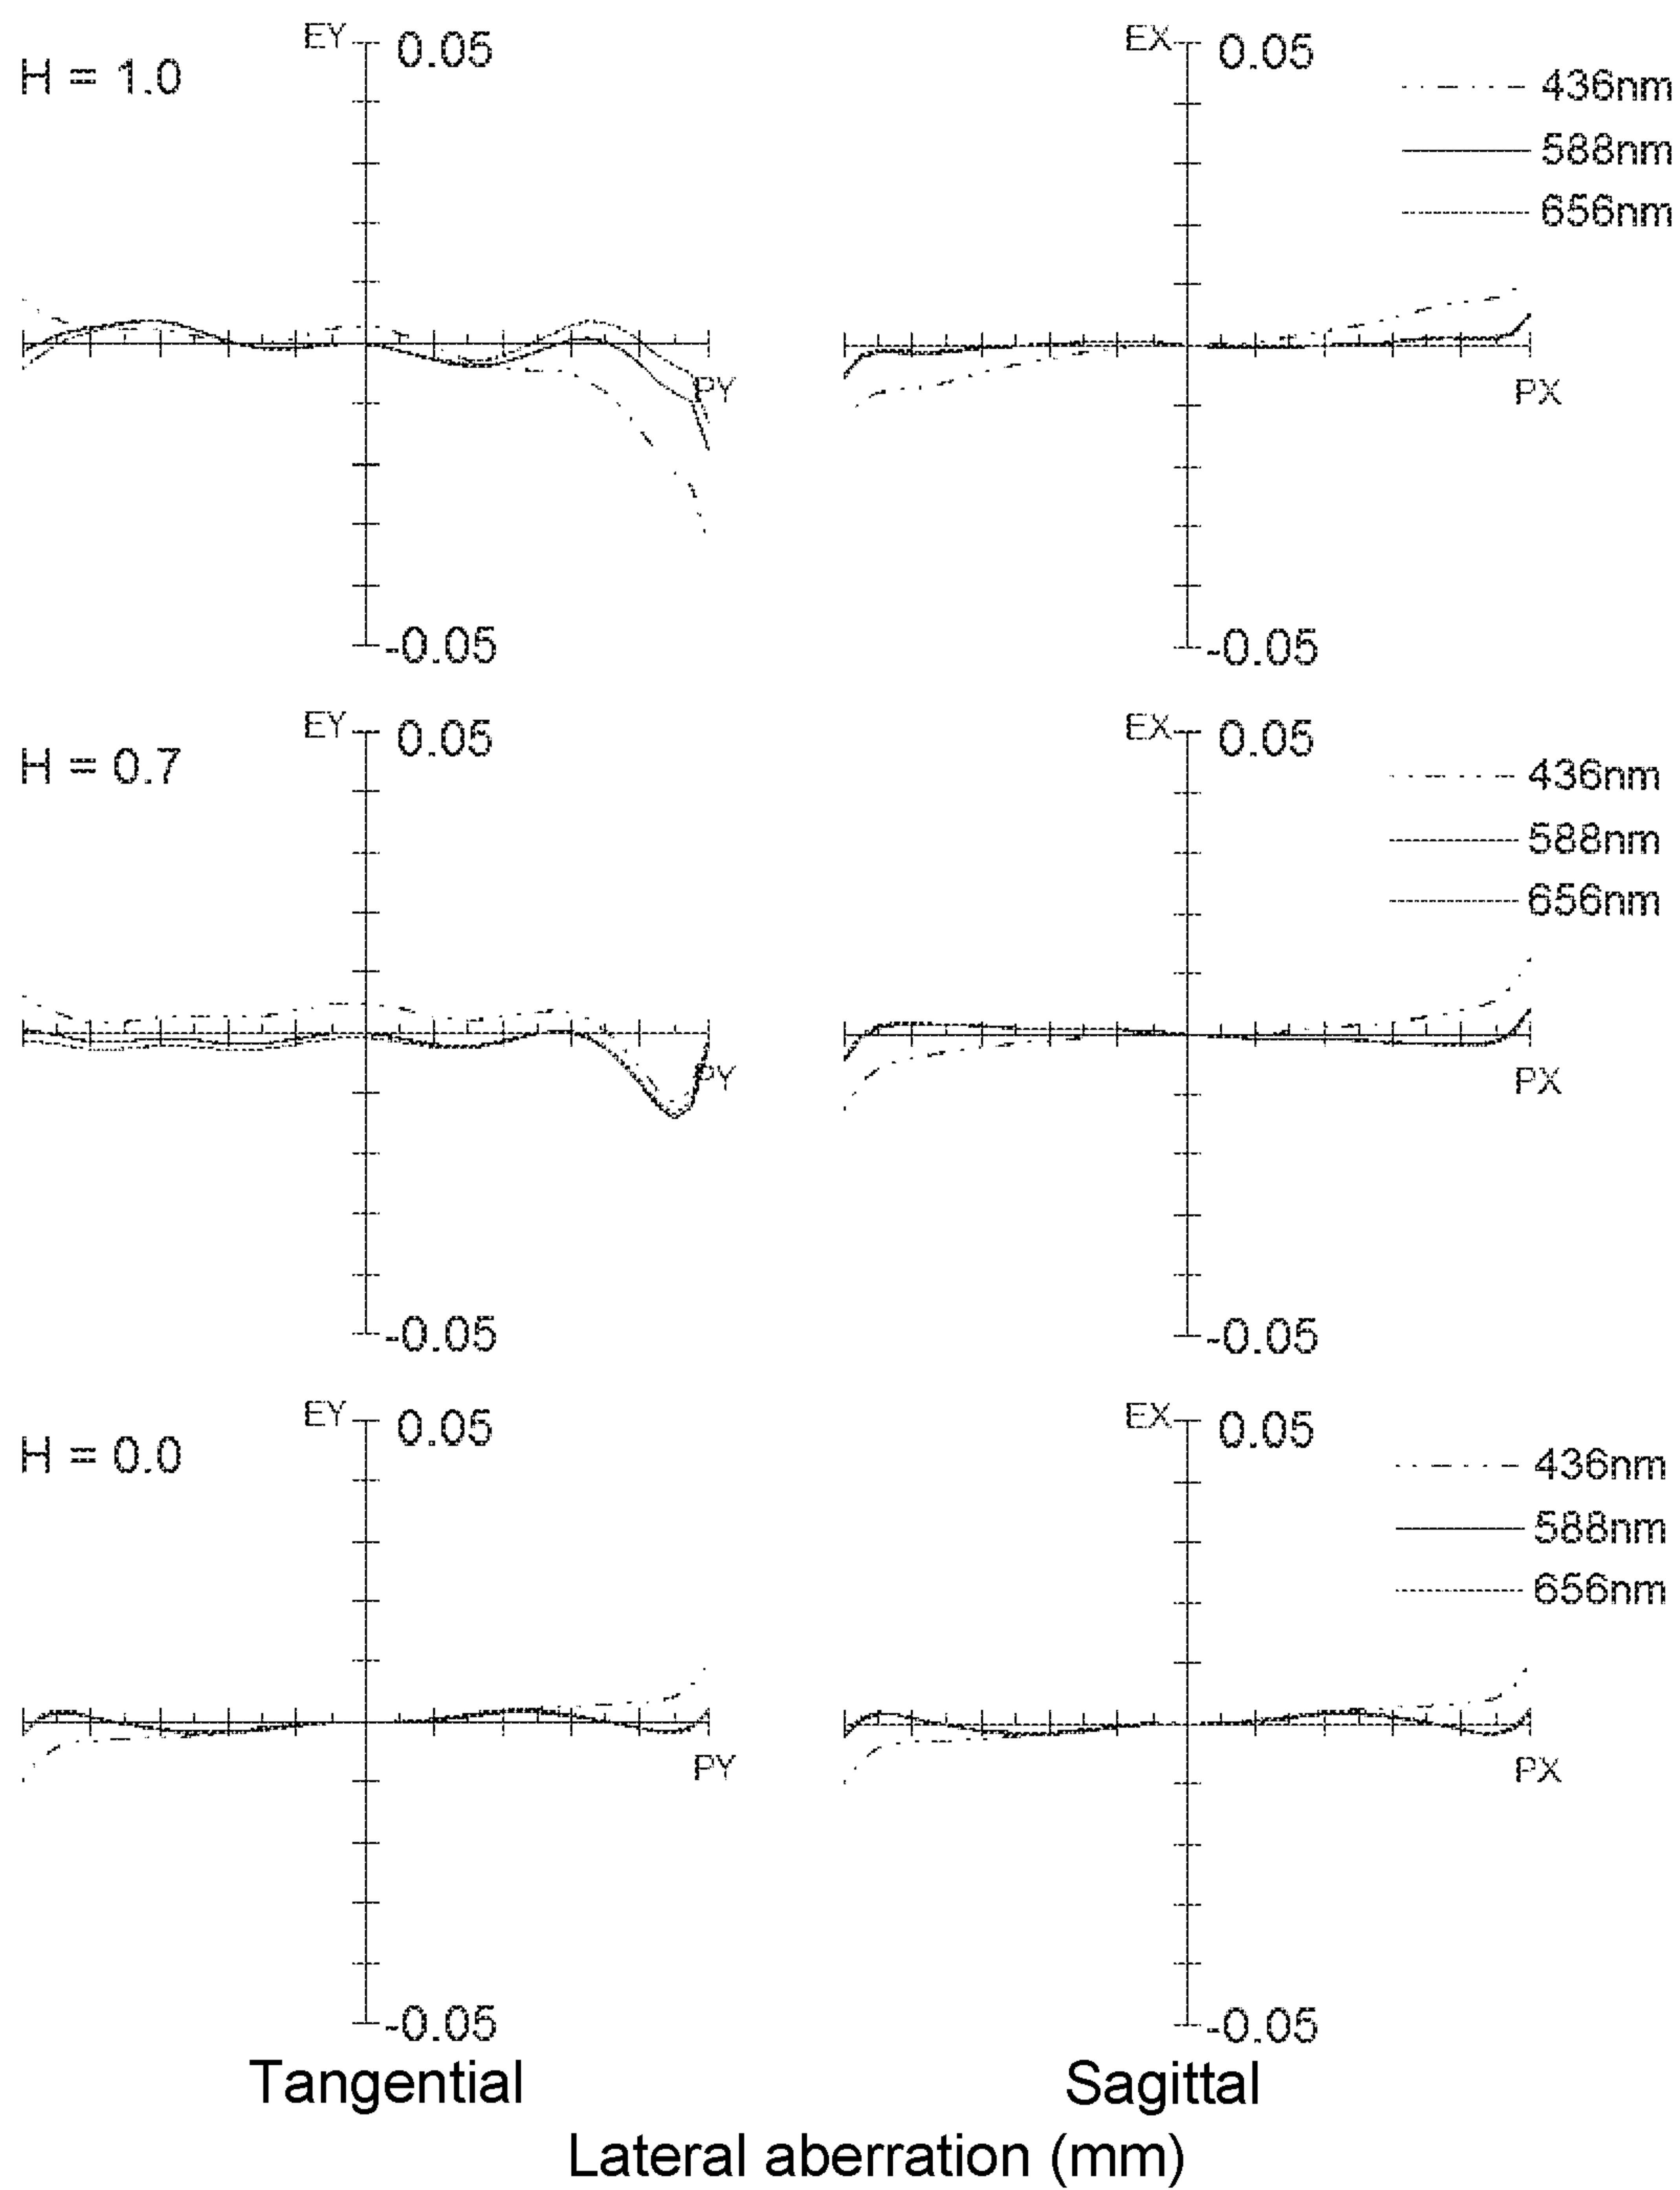 H = 1.0
EY 0.05
PY
-0.05
EX 0.05
PX
-0.05
436nm
588nm
656nm
H = 0.7
EY 0.05
PY
-0.05
EX 0.05
PX
-0.05
436nm
588nm
656nm
H = 0.0
EY 0.05
PY
-0.05
EX 0.05
PX
-0.05
436nm
588nm
656nm
Tangential
Sagittal
Lateral aberration (mm)